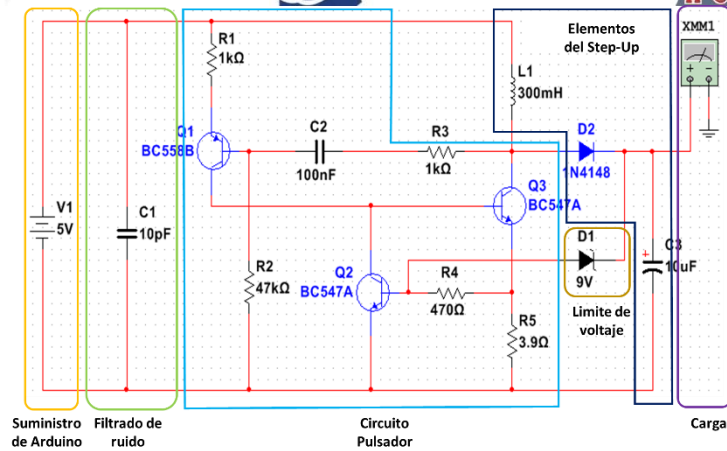 Elementos
del Step-Up
XMM1
R1
1kΩ
L1
300mH
Q1
BC558B
C2
100nF
R3
1kΩ
D2
1N4148
Q3
BC547A
V1
5V
C1
10pF
R2
47kΩ
Q2
BC547A
R4
470Ω
D1
9V
C3
10uF
Limite de
voltaje
R5
3.9Ω
Suministro
de Arduino
Filtrado de
ruido
Circuito
Pulsador
Carga